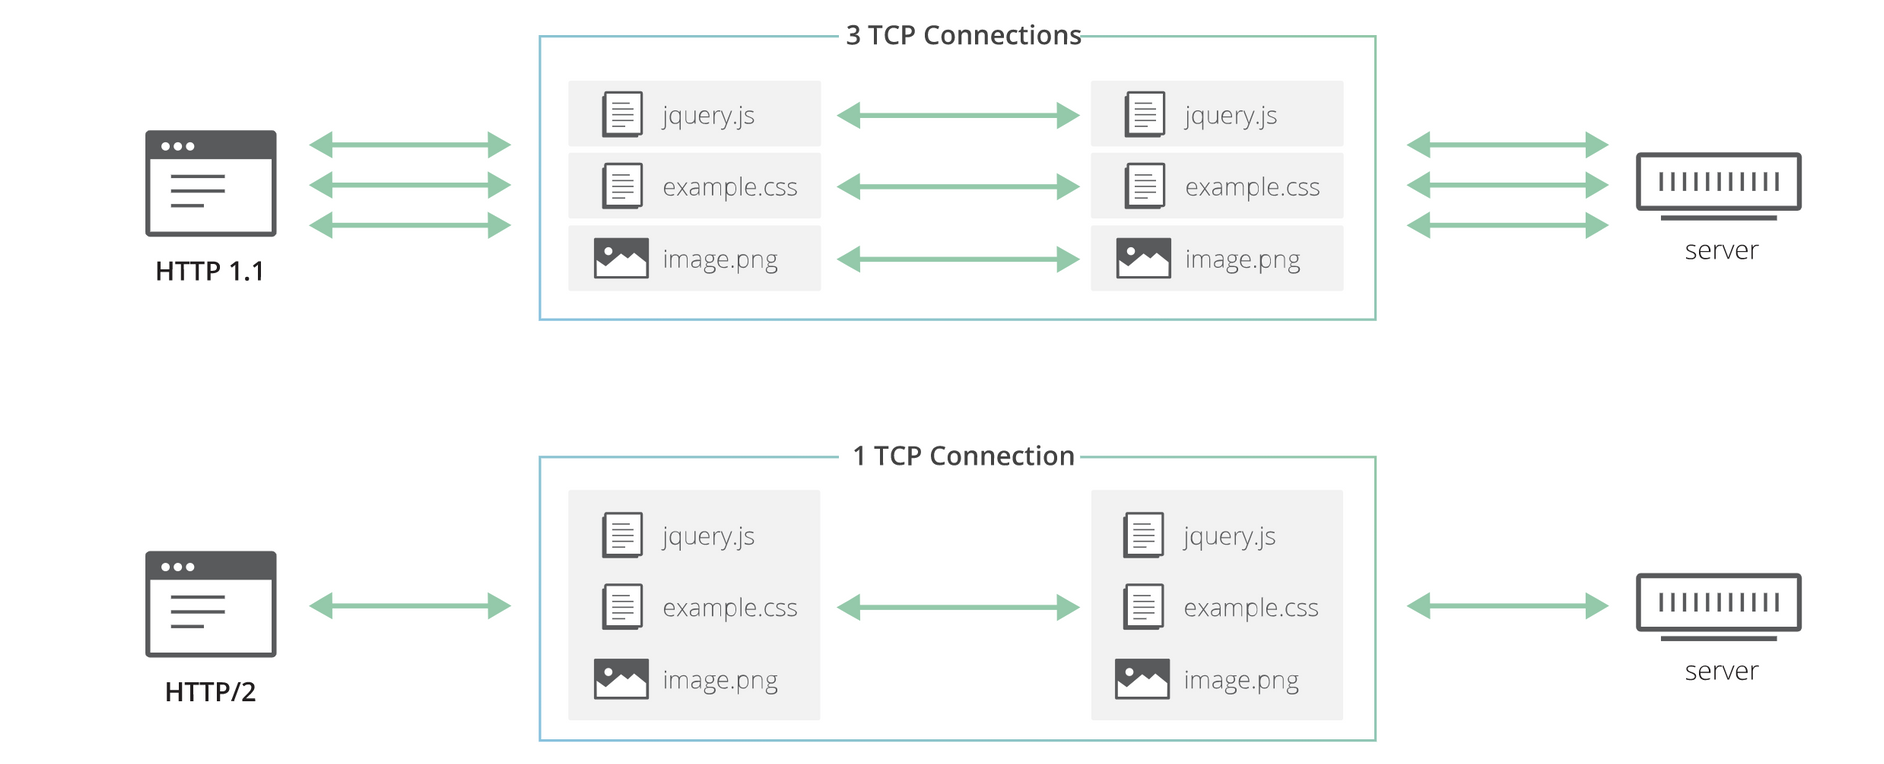 3 TCP Connections
jquery.js
jquery.js
example.css
example.css
image.png
image.png
HTTP 1.1
server
1 TCP Connection
jquery.js
jquery.js
example.css
example.css
image.png
image.png
HTTP/2
server